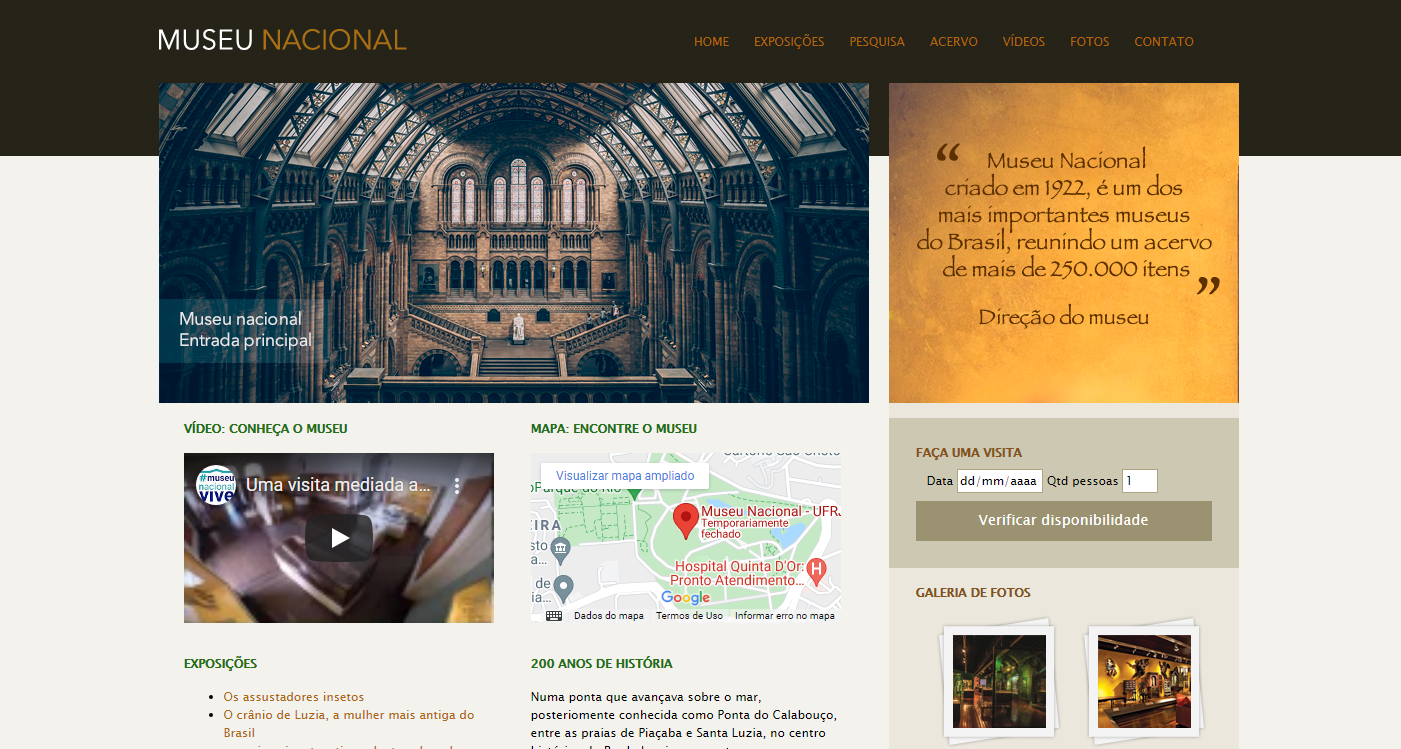 MUSEU NACIONAL
HOME EXPOSIÇÕES PESQUISA ACERVO VÍDEOS FOTOS CONTATO
Museu nacional
Entrada principal
“ Museu Nacional
criado em 1922, é um dos
mais importantes museus
do Brasil, reunindo um acervo
de mais de 250.000 itens ”
Direção do museu
VÍDEO: CONHEÇA O MUSEU
#museu
nacional
vive
Uma visita mediada a...
MAPA: ENCONTRE O MUSEU
Visualizar mapa ampliado
Parque do Rio
EIRA
Museu Nacional - UFRJ
Temporariamente
fechado
Hospital Quinta D'Or:
Pronto Atendimento...
Google
Dados do mapa Termos de Uso Informar erro no mapa
FAÇA UMA VISITA
Data dd/mm/aaaa Qtd pessoas 1
Verificar disponibilidade
GALERIA DE FOTOS
EXPOSIÇÕES
Os assustadores insetos
O crânio de Luzia, a mulher mais antiga do
Brasil
200 ANOS DE HISTÓRIA
Numa ponta que avançava sobre o mar,
posteriomente conhecida como Ponta do Calabouço,
entre as praias de Piaçaba e Santa Luzia, no centro